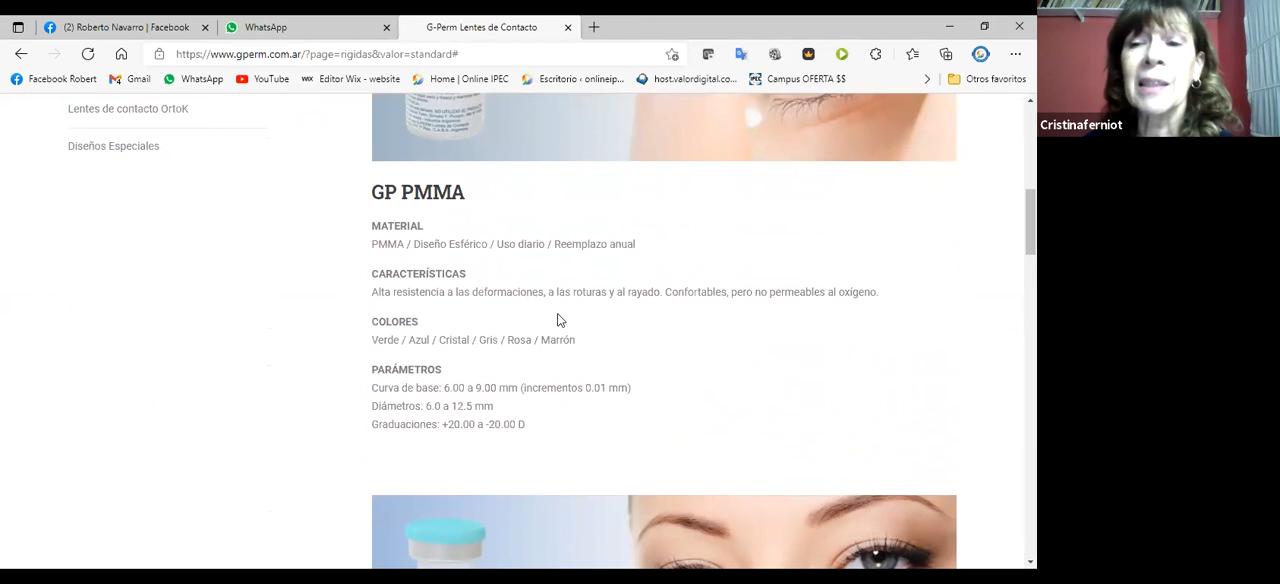 (2) Roberto Navarro | Facebook
WhatsApp
G-Perm Lentes de Contacto
https://www.gperm.com.ar/?page=rigidas&valor=standard#
Facebook Robert
Gmail
WhatsApp
YouTube
WIX Editor Wix - website
Home | Online IPEC
Escritorio < onlineip...
host.valordigital.c...
Campus OFERTA $$
Otros favoritos
Cristinaferniot
Lentes de contacto OrtoK
Diseños Especiales
GP PMMA
MATERIAL
PMMA / Diseño Esférico / Uso diario / Reemplazo anual
CARACTERÍSTICAS
Alta resistencia a las deformaciones, a las roturas y al rayado. Confortables, pero no permeables al oxígeno.
COLORES
Verde / Azul / Cristal / Gris / Rosa / Marrón
PARÁMETROS
Curva de base: 6.00 a 9.00 mm (incrementos 0.01 mm)
Diámetros: 6.0 a 12.5 mm
Graduaciones: +20.00 a -20.00 D